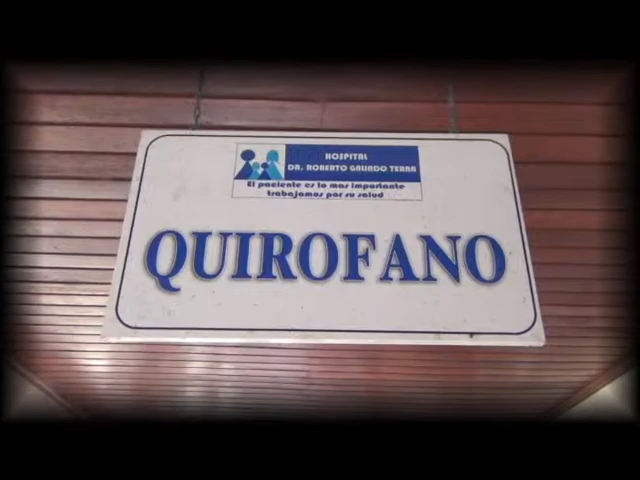 HOSPITAL
DR. ROBERTO GALINDO TERAN
El paciente es lo mas importante
trabajamos por su salud
QUIROFANO